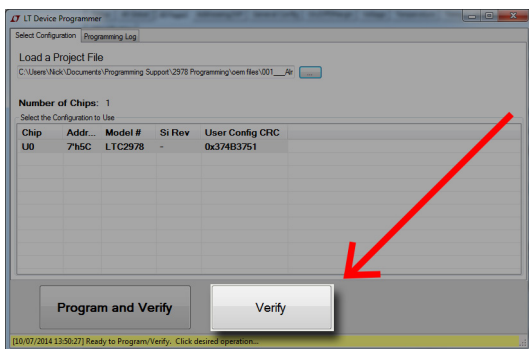 LT Device Programmer
Select Configuration Programming Log
Load a Project File
C:\Users\Nick\Documents\Programming Support\2978 Programming\oem files\001___Alr ...
Number of Chips: 1
Select the Configuration to Use
Chip Addr... Model # Si Rev User Config CRC
U0 7'h5C LTC2978 - 0x374B3751
Program and Verify Verify
[10/07/2014 13:50:27] Ready to Program/Verify. Click desired operation...